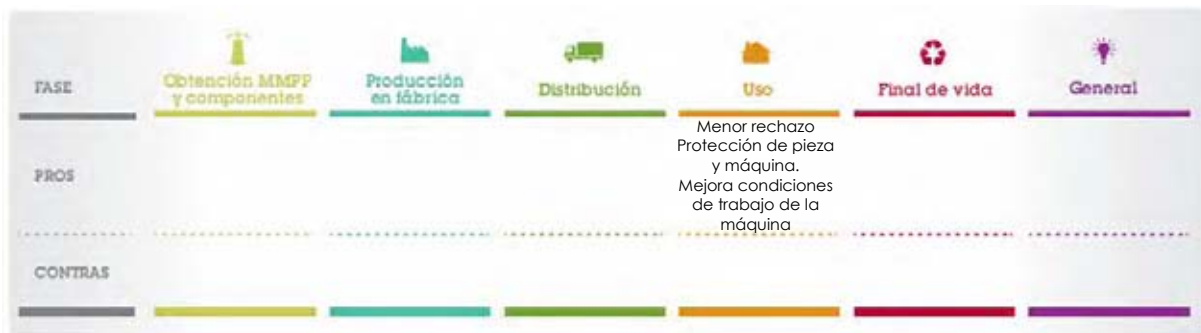 FASE
Obtención MMPP
y componentes
Producción
en fábrica
Distribución
Uso
Final de vida
General
PROS
Menor rechazo
Protección de pieza
y máquina.
Mejora condiciones
de trabajo de la
máquina
CONTRAS